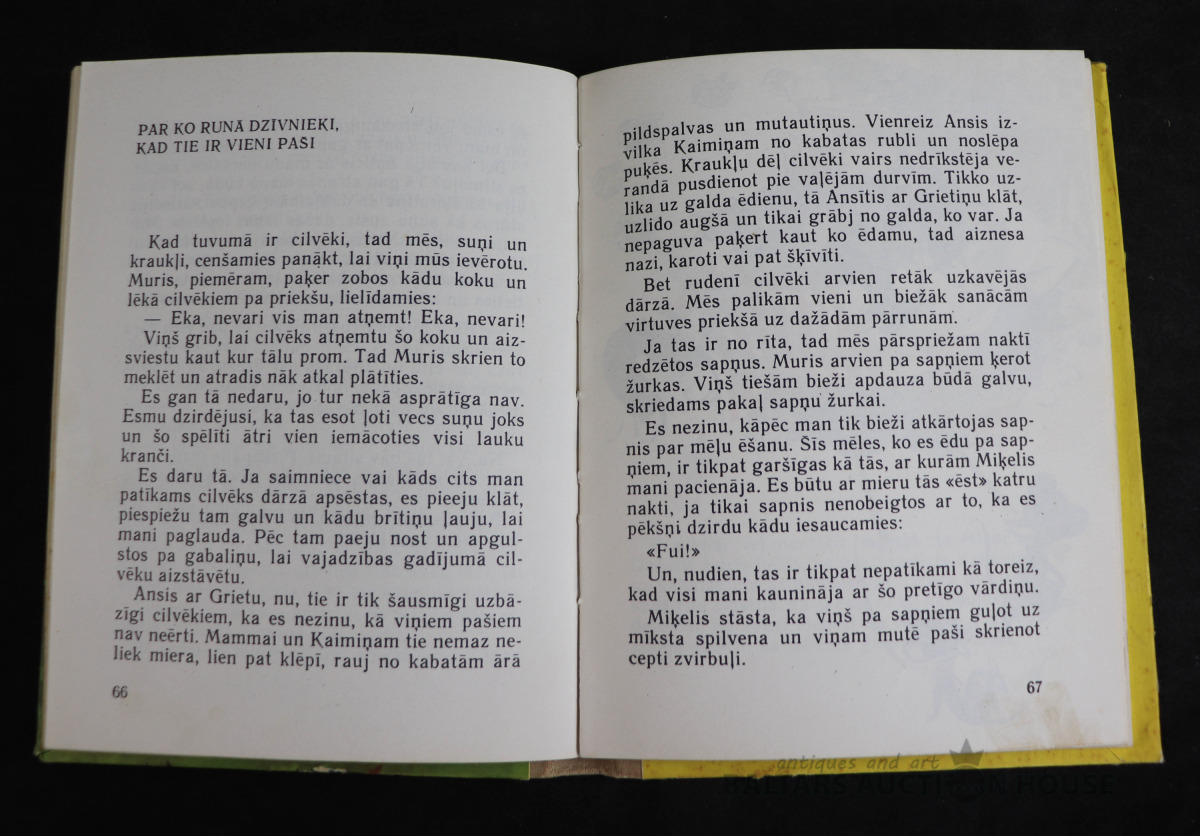 PAR KO RUNĀ DZĪVNIEKI,
KAD TIE IR VIENI PAŠI
Kad tuvumā ir cilvēki, tad mēs, suņi un
kraukļi, cenšamies panākt, lai viņi mūs ievērotu.
Muris, piemēram, paķer zobos kādu koku un
lēkā cilvēkiem pa priekšu, lielīdamies:
— Eka, nevari vis man atņemt! Eka, nevari!
Viņš grib, lai cilvēks atņemtu šo koku un aiz-
sviestu kaut kur tālu prom. Tad Muris skrien to
meklēt un atradis nāk atkal plātīties.
Es gan tā nedaru, jo tur nekā asprātīga nav.
Esmu dzirdējusi, ka tas esot ļoti vecs suņu joks
un šo spēlīti ātri vien iemācoties visi lauku
kranči.
Es daru tā. Ja saimniece vai kāds cits man
patīkams cilvēks dārzā apsēstas, es pieeju klāt,
piespiežu tam galvu un kādu brītiņu ļauju, lai
mani paglauda. Pēc tam paeju nost un apgul-
stos pa gabaliņu, lai vajadzības gadījumā cil-
vēku aizstāvētu.
Ansis ar Grietu, nu, tie ir tik šausmīgi uzbā-
zīgi cilvēkiem, ka es nezinu, kā viņiem pašiem
nav neērti. Mammai un Kaimiņam tie nemaz ne-
liek miera, lien pat klēpī, rauj no kabatām ārā
66
pildspalvas un mutautiņus. Vienreiz Ansis iz-
vilka Kaimiņam no kabatas rubli un noslēpa
puķēs. Kraukļu dēļ cilvēki vairs nedrīkstēja ve-
randā pusdienot pie vaļējām durvīm. Tikko uz-
lika uz galda ēdienu, tā Ansītis ar Grietiņu klāt,
uzlido augšā un tikai grābj no galda, ko var. Ja
nepaguva paķert kaut ko ēdamu, tad aiznesa
nazi, karoti vai pat šķīvīti.
Bet rudenī cilvēki arvien retāk uzkavējās
dārzā. Mēs palikām vieni un biežāk sanācām
virtuves priekšā uz dažādām pārrunām.
Ja tas ir no rīta, tad mēs pārspriežam naktī
redzētos sapņus. Muris arvien pa sapņiem ķerot
žurkas. Viņš tiešām bieži apdauza būdā galvu,
skriedams pakaļ sapņu žurkai.
Es nezinu, kāpēc man tik bieži atkārtojas sap-
nis par mēļu ēšanu. Šīs mēles, ko es ēdu pa sap-
ņiem, ir tikpat garšīgas kā tās, ar kurām Miķelis
mani pacienāja. Es būtu ar mieru tās «ēst» katru
nakti, ja tikai sapnis nenobeigtos ar to, ka es
pēkšņi dzirdu kādu iesaucamies:
«Fui!»
Un, nudien, tas ir tikpat nepatīkami kā toreiz,
kad visi mani kaunināja ar šo pretīgo vārdiņu.
Miķelis stāsta, ka viņš pa sapņiem guļot uz
mīksta spilvena un viņam mutē paši skrienot
cepti zvirbuļi.
67
antiques and art
BALTARS AUCTION HOUSE